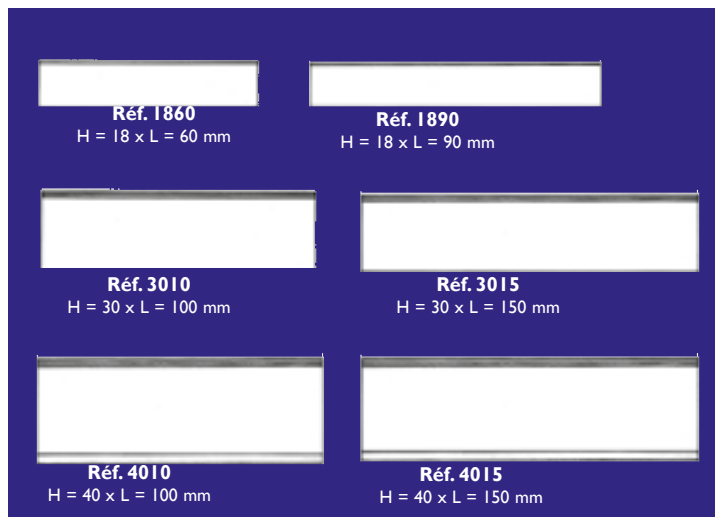 Réf. 1860
H = 18 x L = 60 mm
Réf. 1890
H = 18 x L = 90 mm
Réf. 3010
H = 30 x L = 100 mm
Réf. 3015
H = 30 x L = 150 mm
Réf. 4010
H = 40 x L = 100 mm
Réf. 4015
H = 40 x L = 150 mm